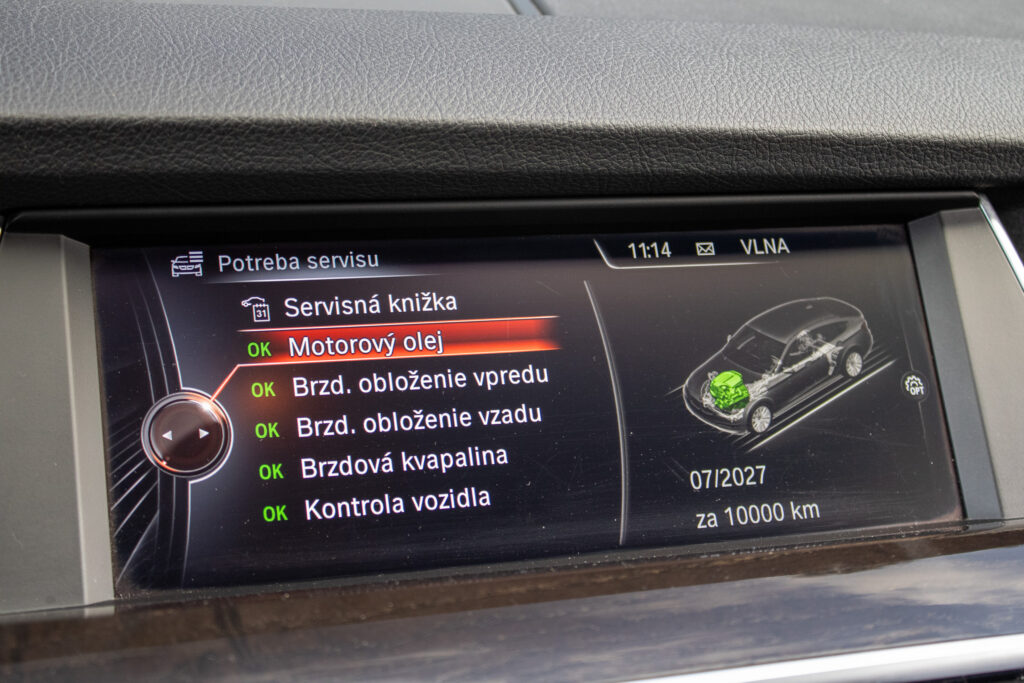 Potreba servisu
11:14 VLNA
31 Servisná knižka
OK Motorový olej
OK Brzd. obloženie vpredu
OK Brzd. obloženie vzadu
OK Brzdová kvapalina
OK Kontrola vozidla
OPT
07/2027
za 10000 km